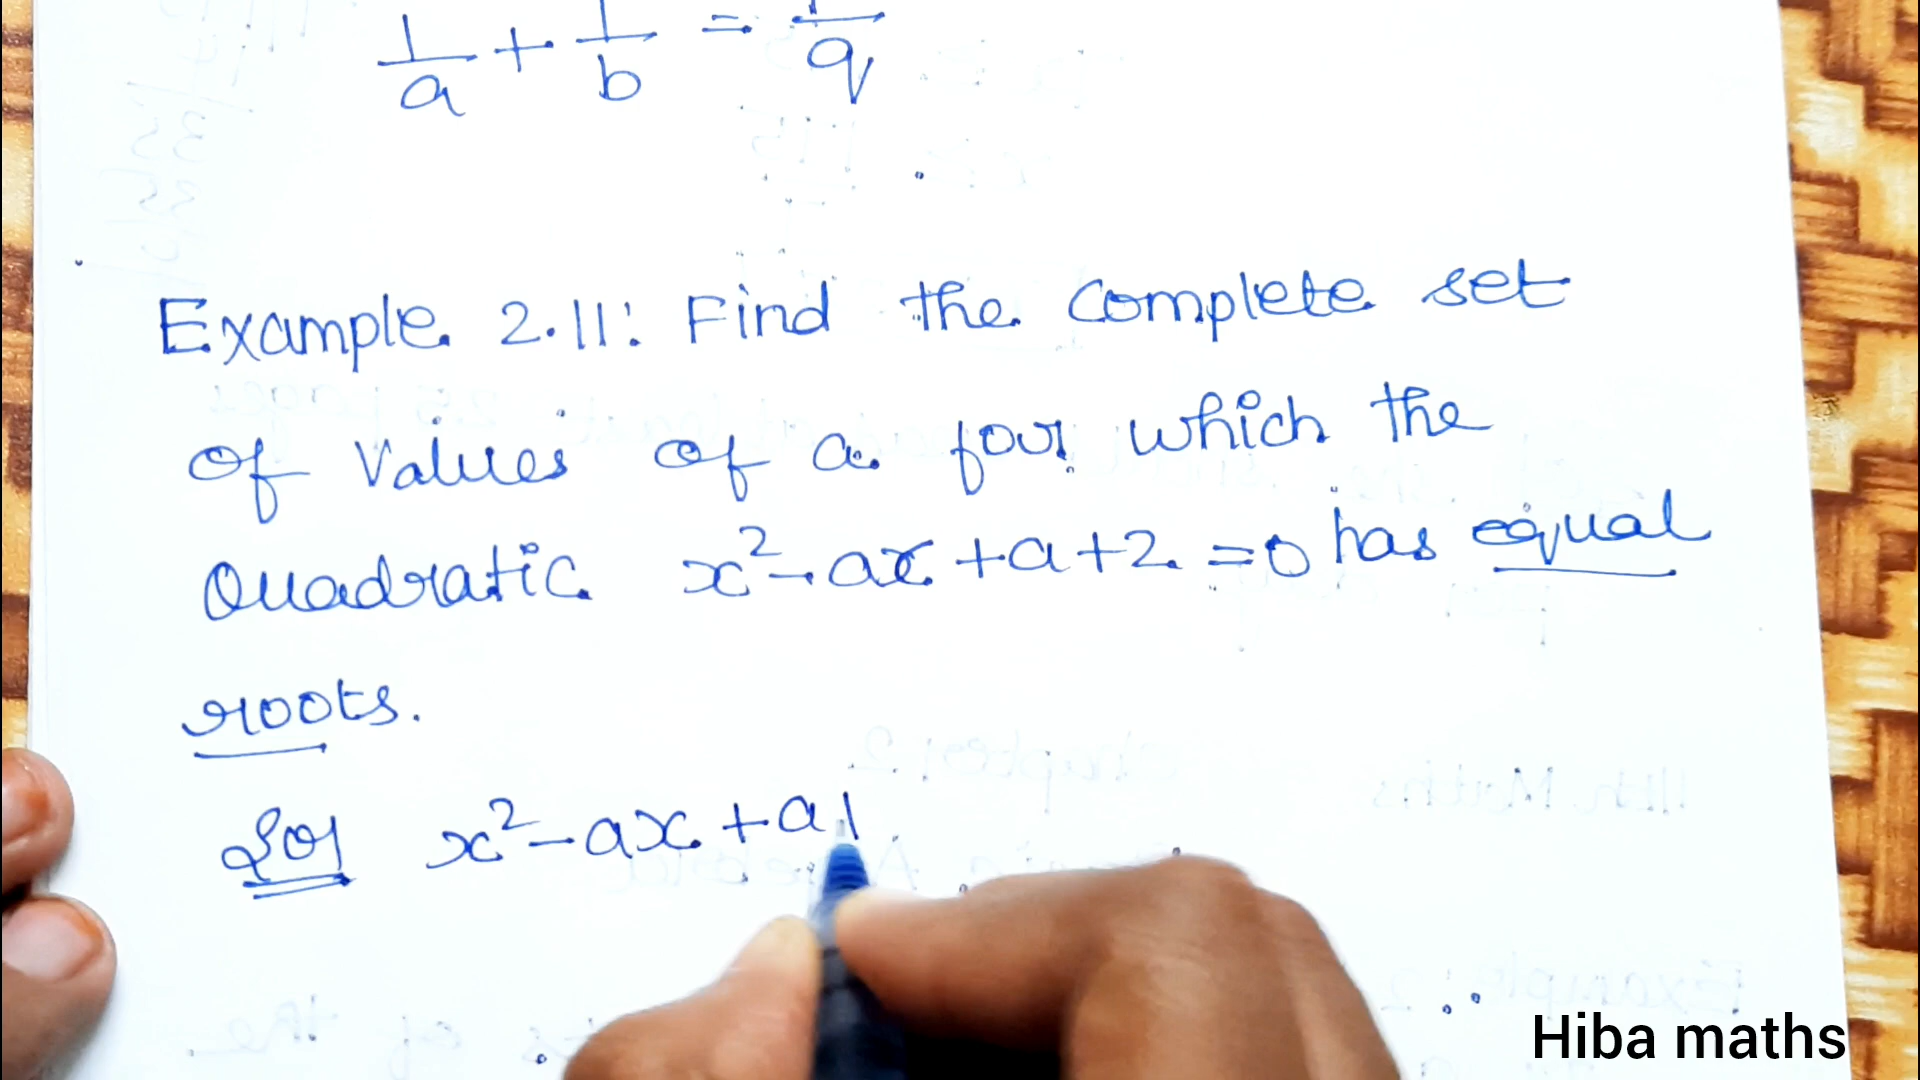 1/a + 1/b = 1/q
Example 2.11: Find the complete set
of Values of a four which the
Quadratic x²-ax+a+2=0 has equal
roots.
Sol x²-ax+a
Hiba maths